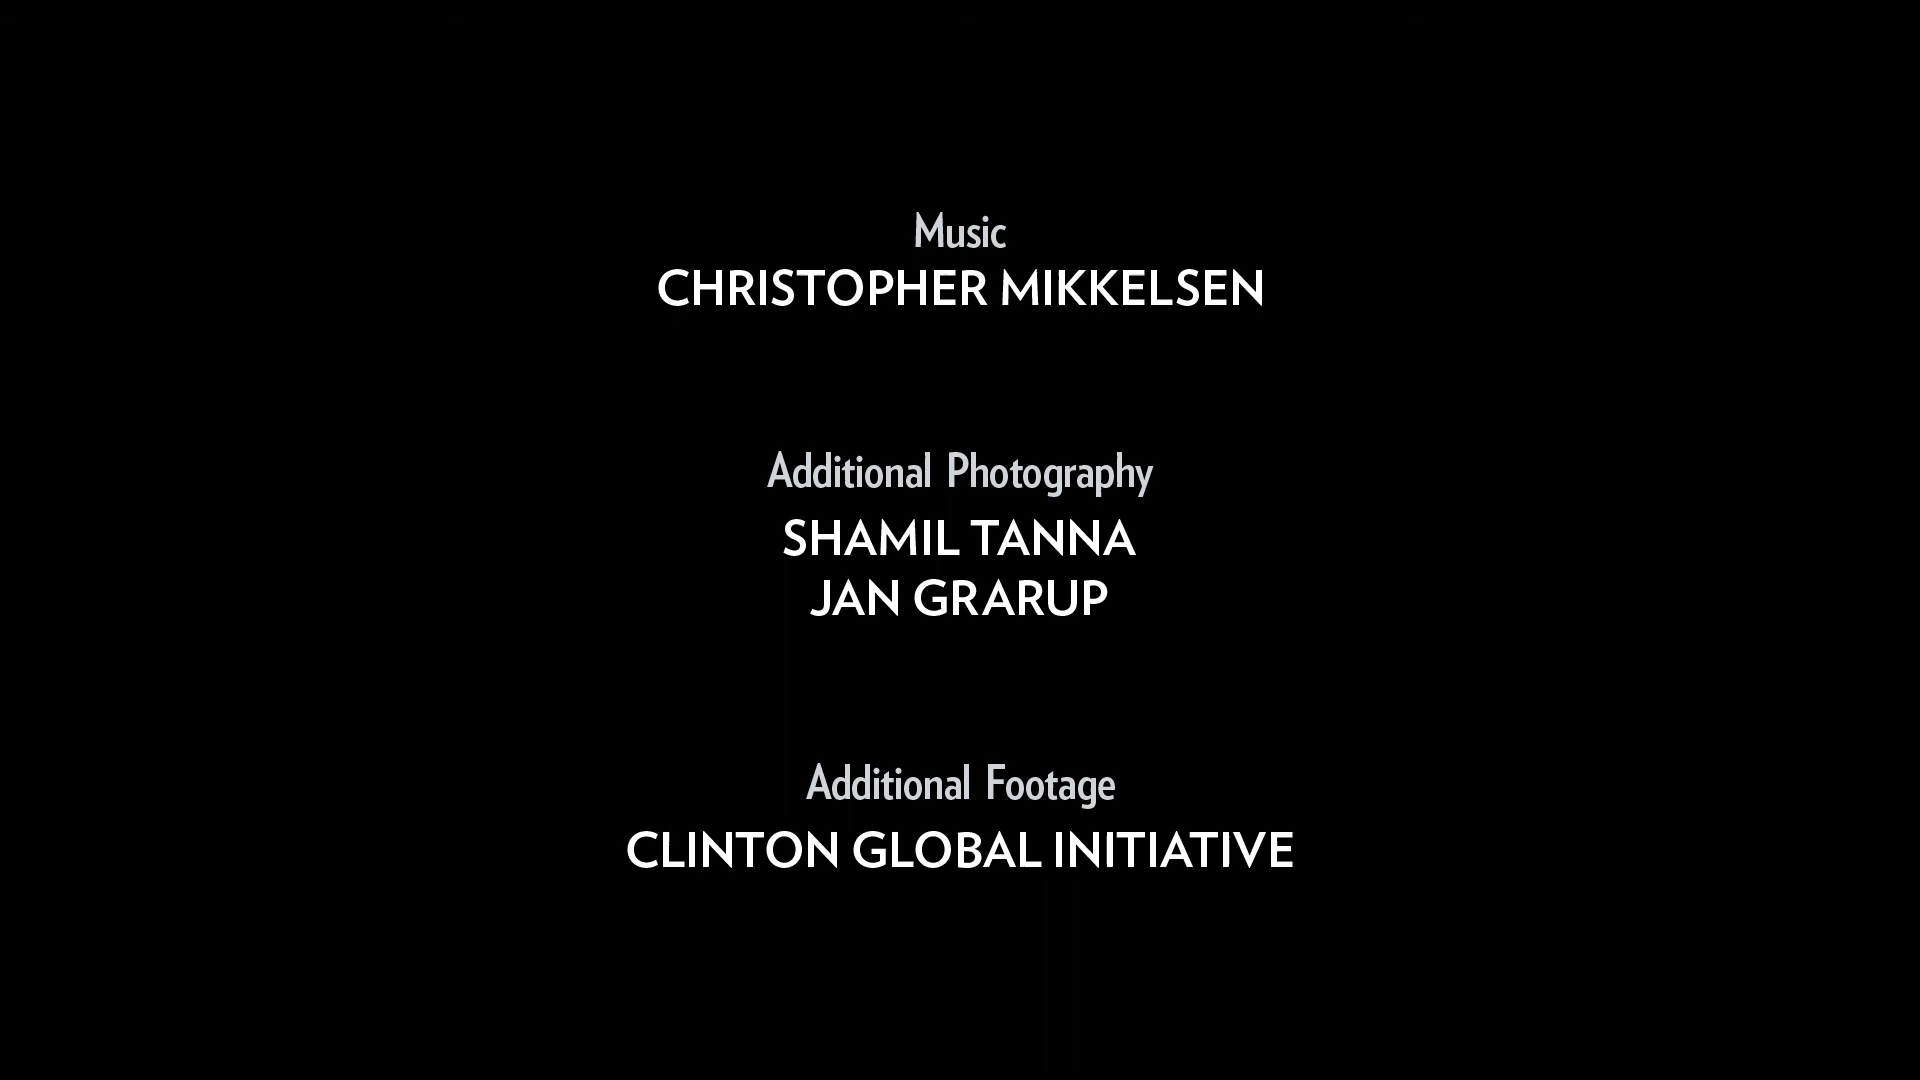 Music
CHRISTOPHER MIKKELSEN
Additional Photography
SHAMIL TANNA
JAN GRARUP
Additional Footage
CLINTON GLOBAL INITIATIVE